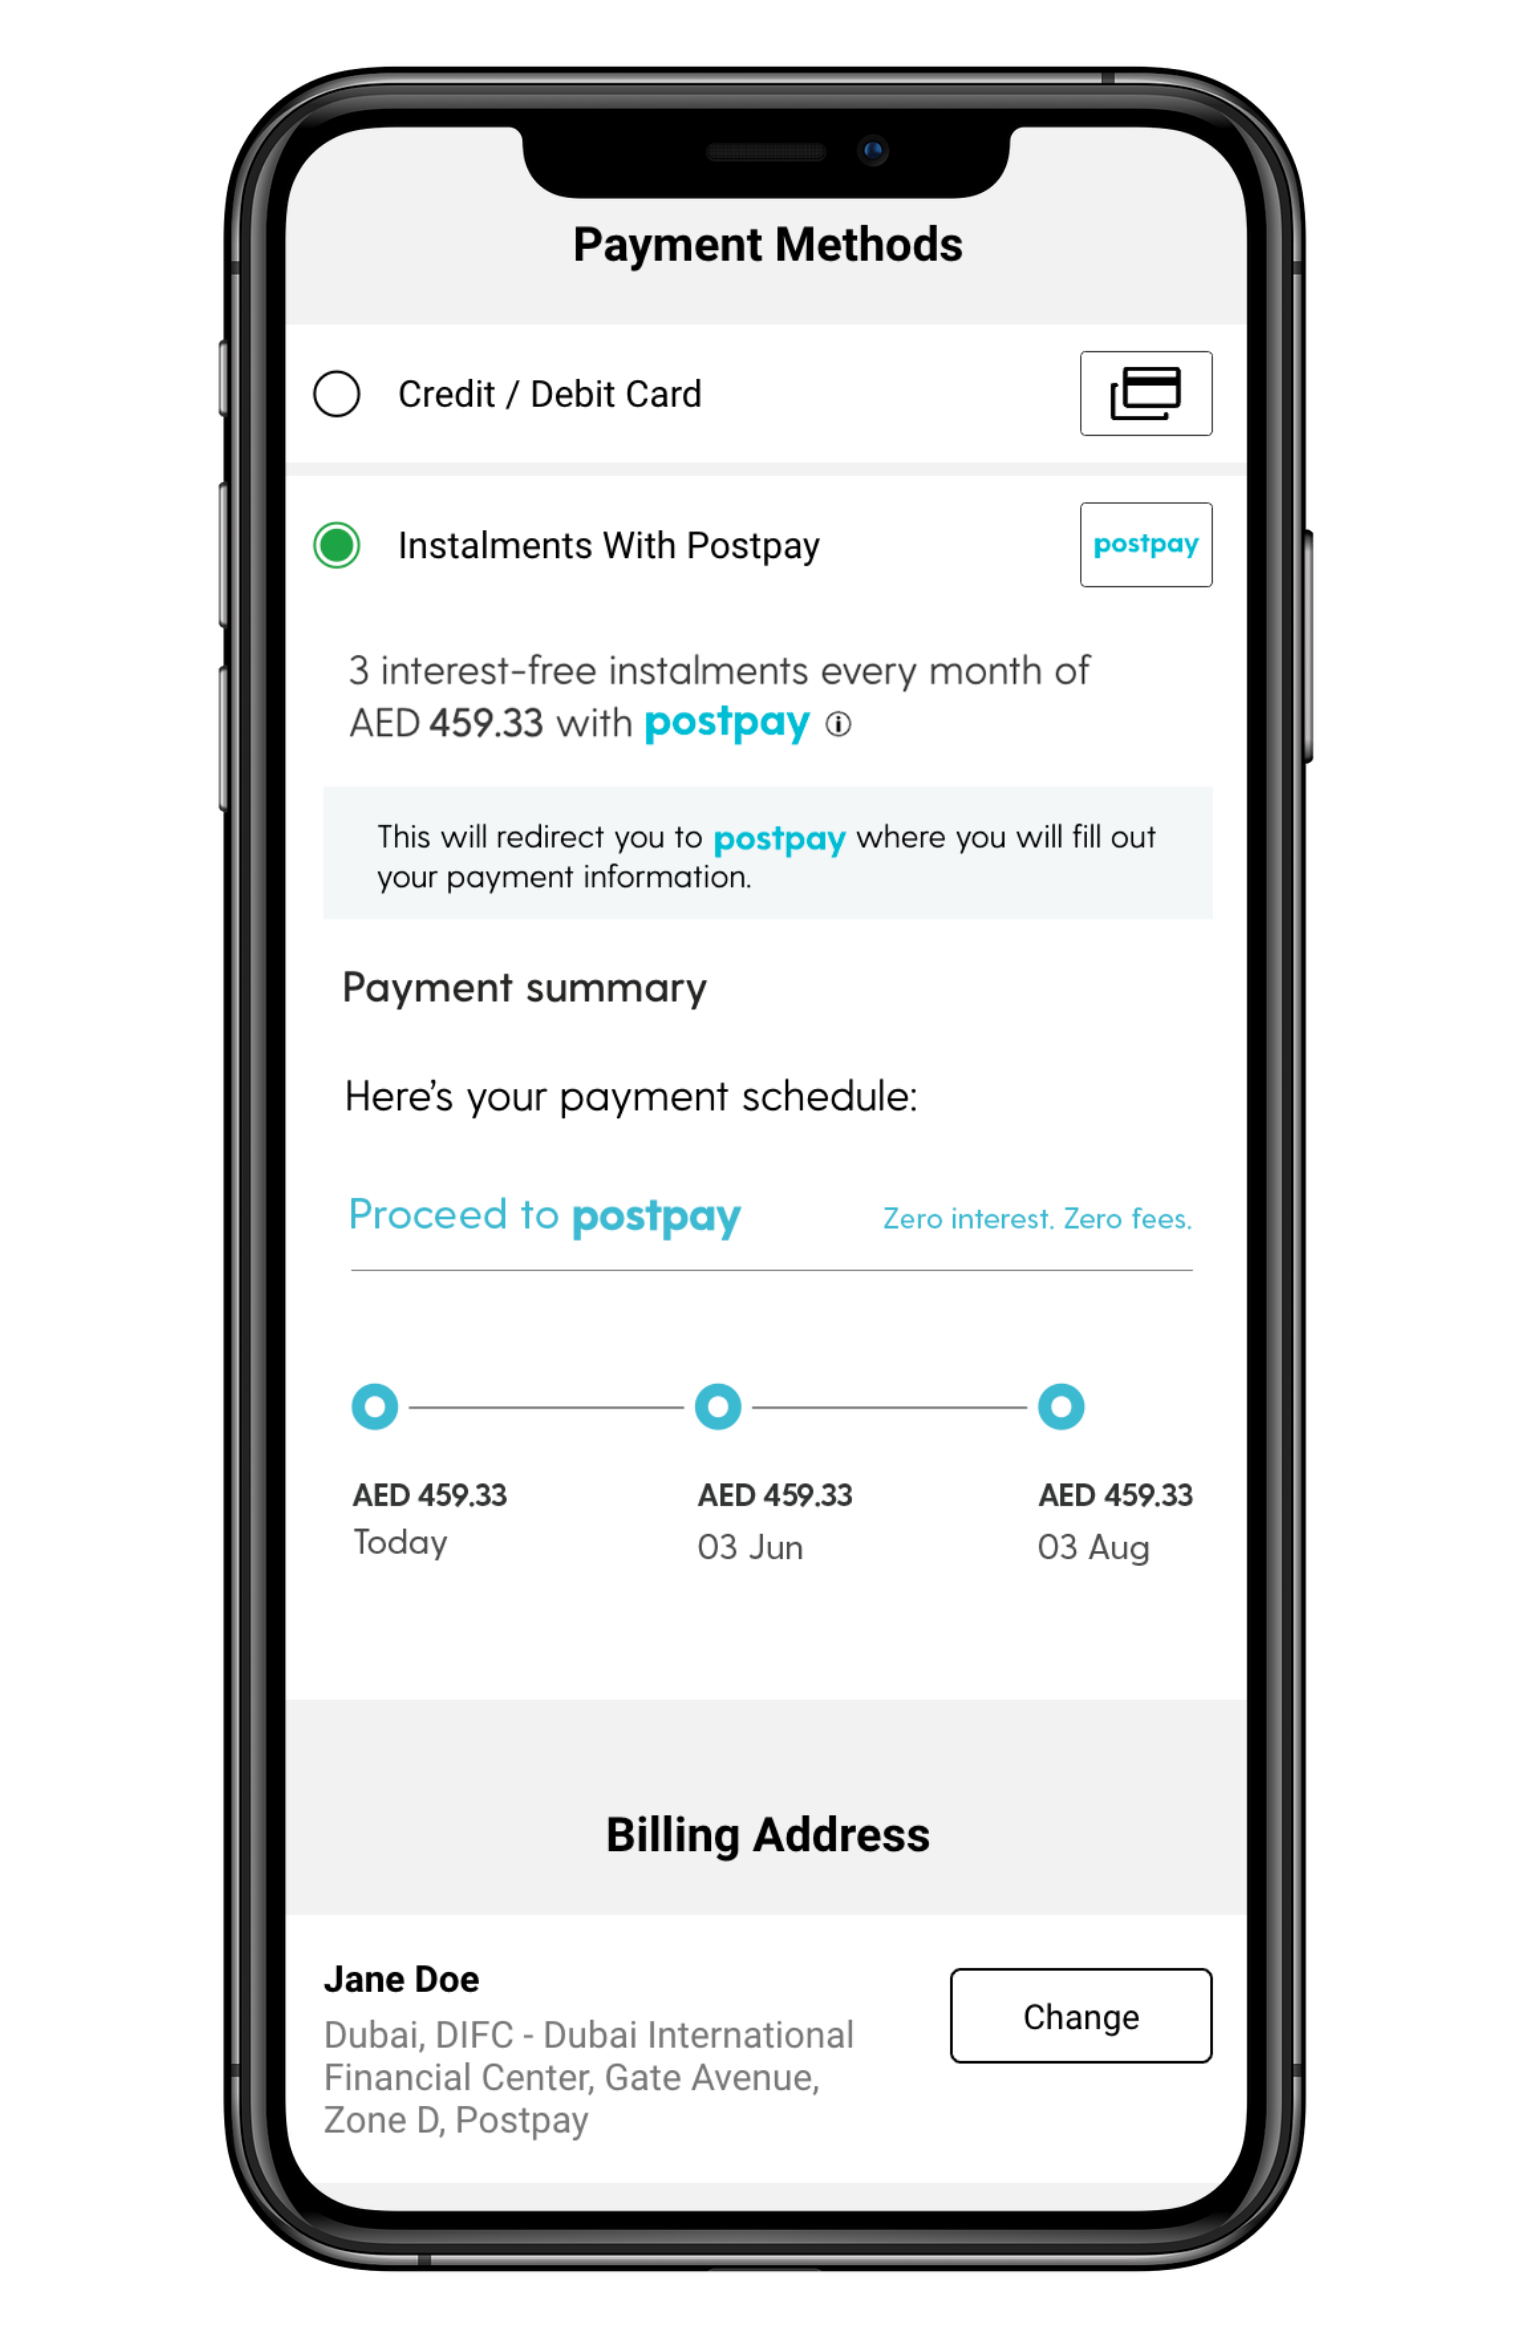 Payment Methods
Credit / Debit Card
Instalments With Postpay
postpay
3 interest-free instalments every month of
AED 459.33 with postpay
This will redirect you to postpay where you will fill out
your payment information.
Payment summary
Here's your payment schedule:
Proceed to postpay Zero interest. Zero fees.
AED 459.33 AED 459.33 AED 459.33
Today 03 Jun 03 Aug
Billing Address
Jane Doe
Change
Dubai, DIFC - Dubai International
Financial Center, Gate Avenue,
Zone D, Postpay